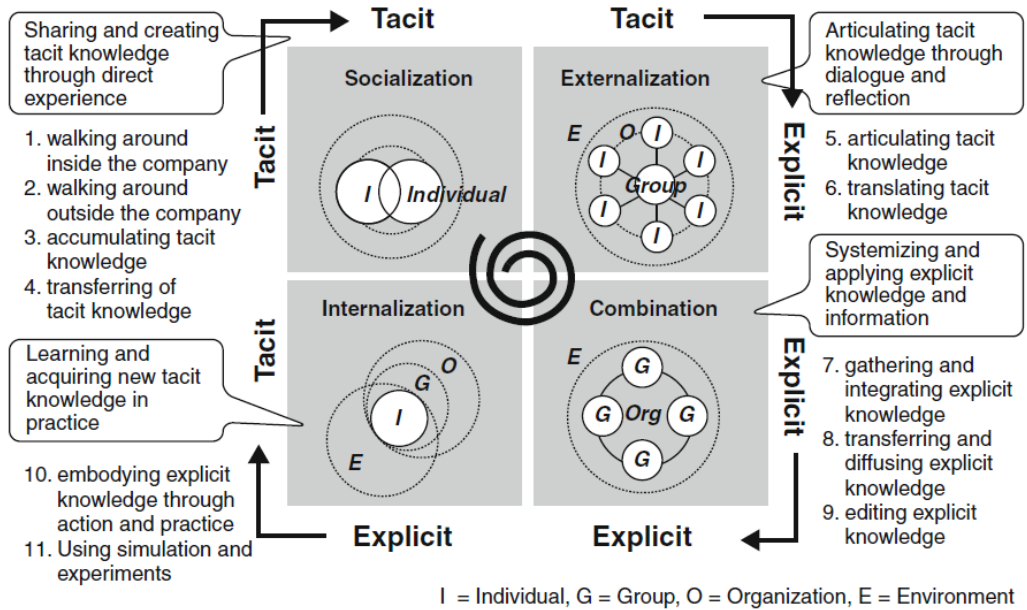 Tacit
Tacit
Sharing and creating
tacit knowledge
through direct
experience
1. walking around
inside the company
2. walking around
outside the company
3. accumulating tacit
knowledge
4. transferring of
tacit knowledge
Tacit
Socialization
I
Individual
Externalization
E
O
I
I
I
Group
I
I
I
Articulating tacit
knowledge through
dialogue and
reflection
Explicit
5. articulating tacit
knowledge
6. translating tacit
knowledge
Learning and
acquiring new tacit
knowledge in
practice
10. embodying explicit
knowledge through
action and practice
11. Using simulation and
experiments
Tacit
Internalization
O
G
I
E
Combination
E
G
G
Org
G
G
Systemizing and
applying explicit
knowledge and
information
Explicit
7. gathering and
integrating explicit
knowledge
8. transferring and
diffusing explicit
knowledge
9. editing explicit
knowledge
Explicit
Explicit
I = Individual, G = Group, O = Organization, E = Environment